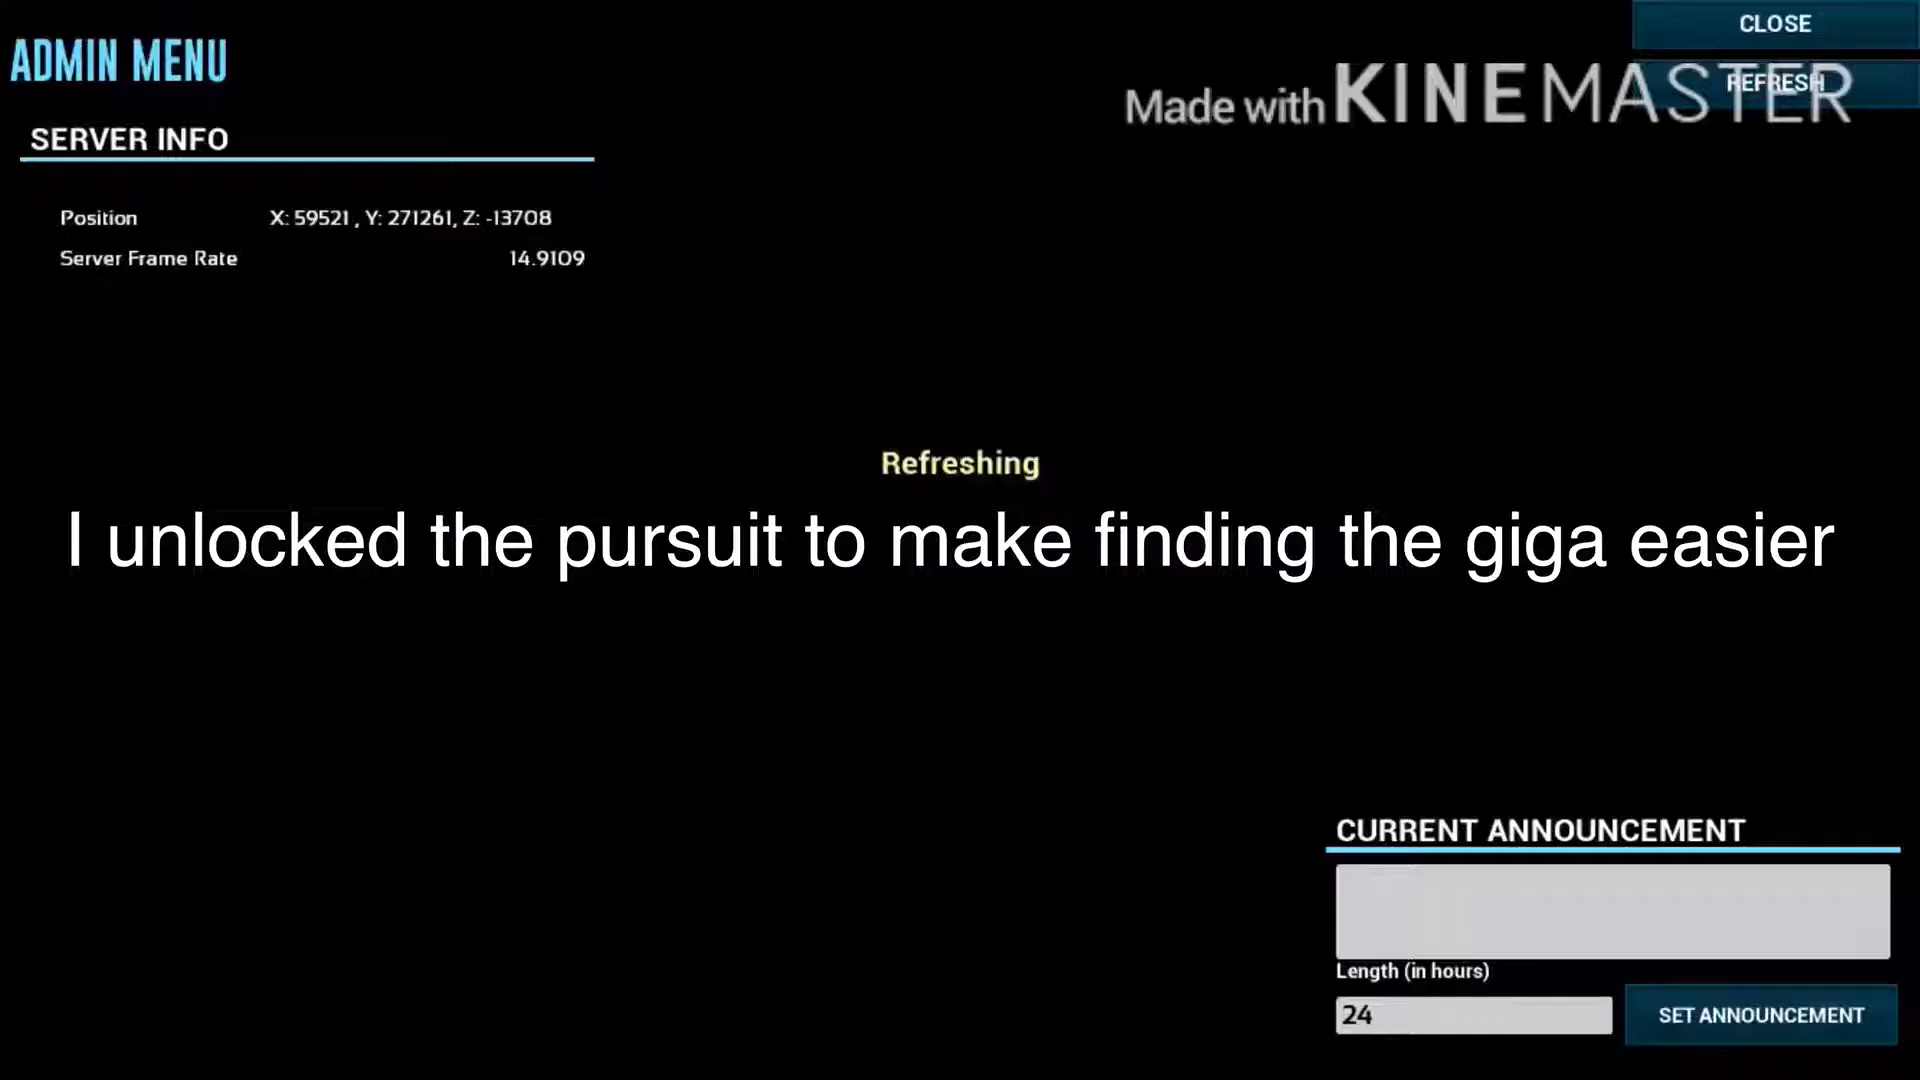 ADMIN MENU
CLOSE
Made with KINEMASTER
REFRESH
SERVER INFO
Position X: 59521 , Y: 271261, Z: -13708
Server Frame Rate 14.9109
Refreshing
I unlocked the pursuit to make finding the giga easier
CURRENT ANNOUNCEMENT
Length (in hours)
24
SET ANNOUNCEMENT